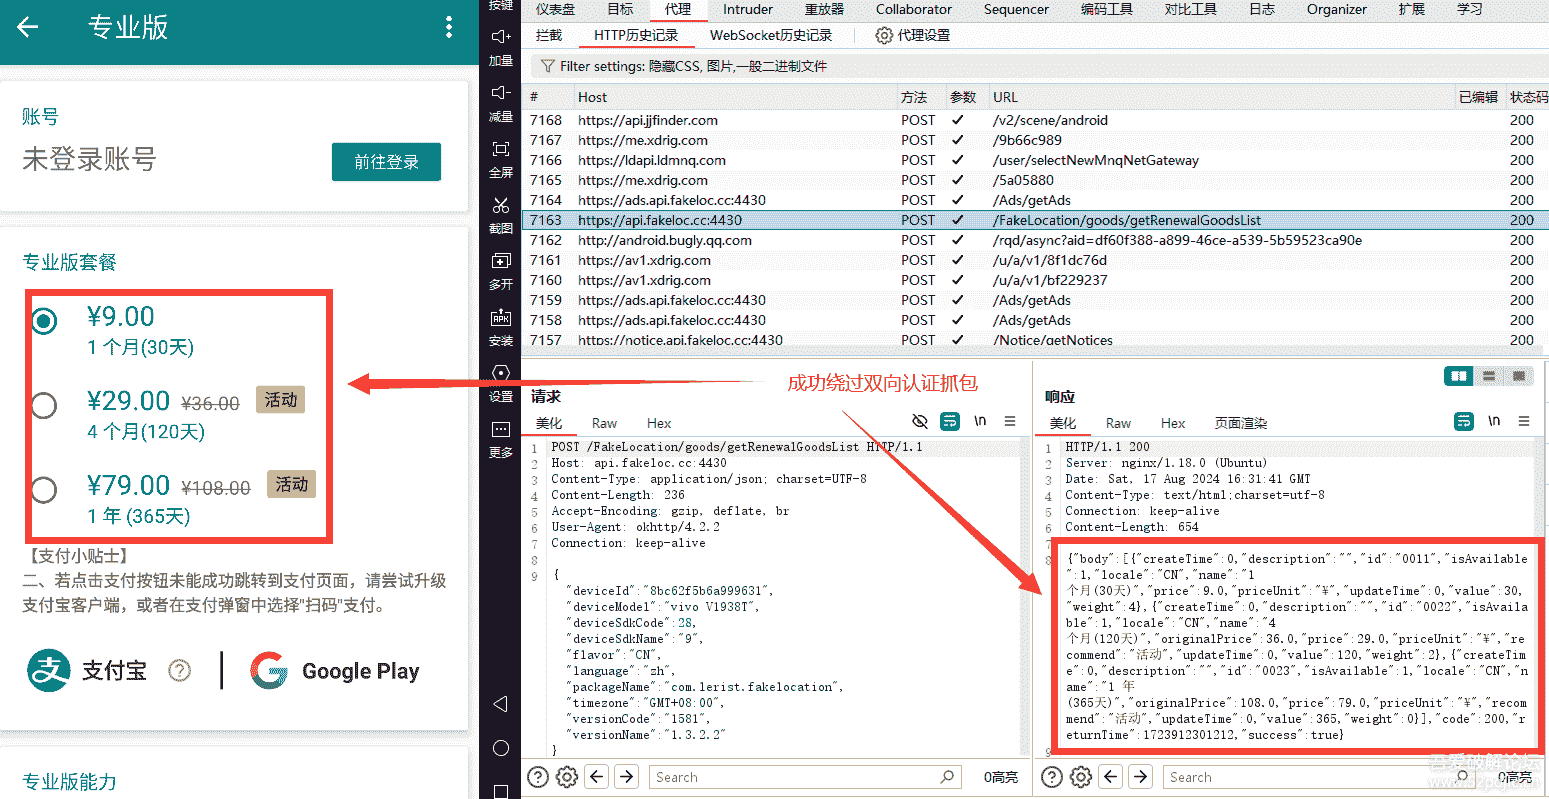 专业版
账号
未登录账号
前往登录
专业版套餐
¥9.00
1 个月(30天)
¥29.00 ¥36.00 活动
4 个月(120天)
¥79.00 ¥108.00 活动
1 年 (365天)
【支付小贴士】
二、若点击支付按钮未能成功跳转到支付页面，请尝试升级
支付宝客户端，或者在支付弹窗中选择"扫码"支付。
支付宝 ? Google Play
专业版能力
按键
加量
减量
全屏
截图
多开
APK
安装
设置
更多
仪表盘 目标 代理 Intruder 重放器 Collaborator Sequencer 编码工具 对比工具 日志 Organizer 扩展 学习
拦截 HTTP历史记录 WebSocket历史记录 代理设置
Filter settings: 隐藏CSS, 图片,一般二进制文件
# Host 方法 参数 URL 已编辑 状态码
7168 https://api.jjfinder.com POST ✓ /v2/scene/android 200
7167 https://me.xdrig.com POST ✓ /9b66c989 200
7166 https://ldapi.ldmnq.com POST ✓ /user/selectNewMnqNetGateway 200
7165 https://me.xdrig.com POST ✓ /5a05880 200
7164 https://ads.api.fakeloc.cc:4430 POST ✓ /Ads/getAds 200
7163 https://api.fakeloc.cc:4430 POST ✓ /FakeLocation/goods/getRenewalGoodsList 200
7162 http://android.bugly.qq.com POST ✓ /rqd/async?aid=df60f388-a899-46ce-a539-5b59523ca90e 200
7161 https://av1.xdrig.com POST ✓ /u/a/v1/8f1dc76d 200
7160 https://av1.xdrig.com POST ✓ /u/a/v1/bf229237 200
7159 https://ads.api.fakeloc.cc:4430 POST ✓ /Ads/getAds 200
7158 https://ads.api.fakeloc.cc:4430 POST ✓ /Ads/getAds 200
7157 https://notice.api.fakeloc.cc:4430 POST ✓ /Notice/getNotices 200
成功绕过双向认证抓包
请求
美化 Raw Hex \n
1 POST /FakeLocation/goods/getRenewalGoodsList HTTP/1.1
2 Host: api.fakeloc.cc:4430
3 Content-Type: application/json; charset=UTF-8
4 Content-Length: 236
5 Accept-Encoding: gzip, deflate, br
6 User-Agent: okhttp/4.2.2
7 Connection: keep-alive
8
9 {
"deviceId":"8bc62f5b6a999631",
"deviceModel":"vivo V1938T",
"deviceSdkCode":28,
"deviceSdkName":"9",
"flavor":"CN",
"language":"zh",
"packageName":"com.lerist.fakelocation",
"timezone":"GMT+08:00",
"versionCode":"1581",
"versionName":"1.3.2.2"
}
Search 0高亮
响应
美化 Raw Hex 页面渲染 \n
1 HTTP/1.1 200
2 Server: nginx/1.18.0 (Ubuntu)
3 Date: Sat, 17 Aug 2024 16:31:41 GMT
4 Content-Type: text/html;charset=utf-8
5 Connection: keep-alive
6 Content-Length: 654
7
8 {"body":[{"createTime":0,"description":"","id":"0011","isAvailable
":1,"locale":"CN","name":"1
个月(30天)","price":9.0,"priceUnit":"¥","updateTime":0,"value":30,
"weight":4},{"createTime":0,"description":"","id":"0022","isAvaila
ble":1,"locale":"CN","name":"4
个月(120天)","originalPrice":36.0,"price":29.0,"priceUnit":"¥","re
commend":"活动","updateTime":0,"value":120,"weight":2},{"createTim
e":0,"description":"","id":"0023","isAvailable":1,"locale":"CN","n
ame":"1 年
(365天)","originalPrice":108.0,"price":79.0,"priceUnit":"¥","recom
mend":"活动","updateTime":0,"value":365,"weight":0}],"code":200,"r
eturnTime":1723912301212,"success":true}
9
Search 0高亮
吾爱破解论坛
www.52pojie.cn